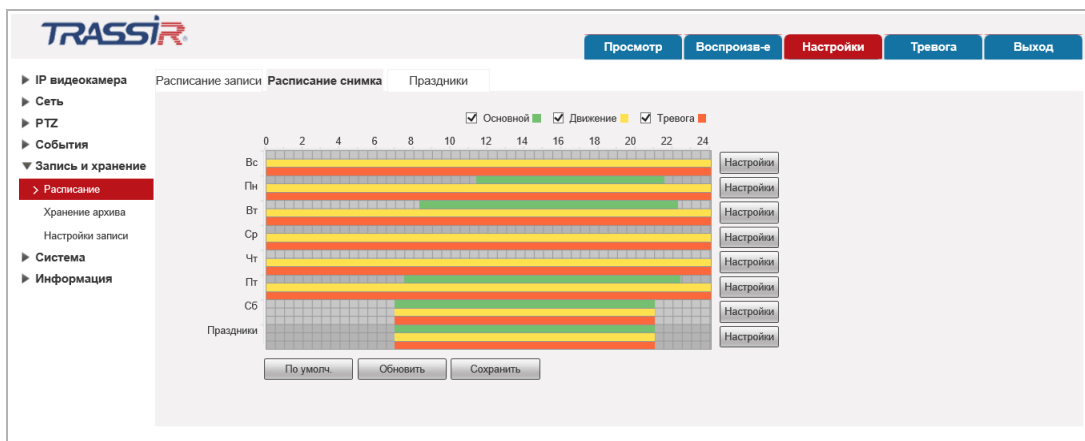 TRASSIR
Просмотр Воспроизв-е Настройки Тревога Выход
IP видеокамера
Сеть
PTZ
События
Запись и хранение
Расписание
Хранение архива
Настройки записи
Система
Информация
Расписание записи Расписание снимка Праздники
Основной Движение Тревога
0 2 4 6 8 10 12 14 16 18 20 22 24
Вс Настройки
Пн Настройки
Вт Настройки
Ср Настройки
Чт Настройки
Пт Настройки
Сб Настройки
Праздники Настройки
По умолч. Обновить Сохранить